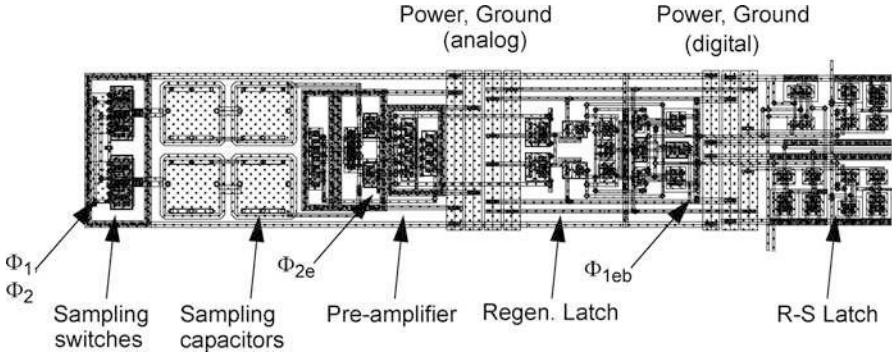 Power, Ground
(analog)
Power, Ground
(digital)
Φ1
Φ2
Φ2e
Φ1eb
Sampling
switches
Sampling
capacitors
Pre-amplifier
Regen. Latch
R-S Latch